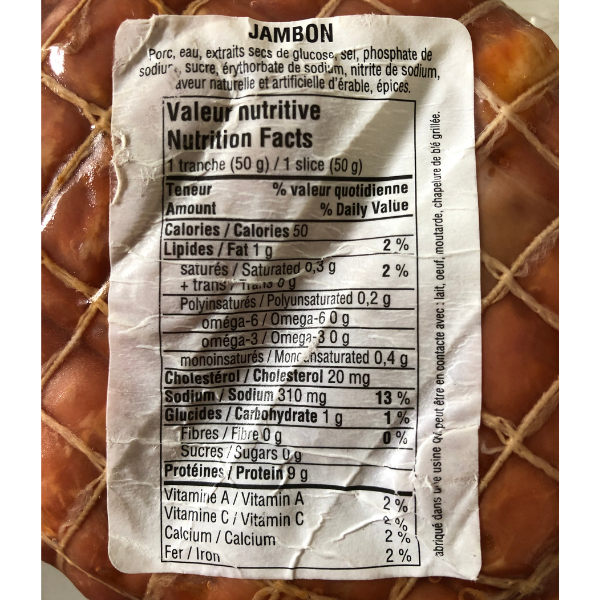 JAMBON
Porc, eau, extraits secs de glucose, sel, phosphate de
sucre, érythorbate de sodium, nitrite de sodium,
saveur naturelle et artificielle d'érable, épices.
Valeur nutritive
Nutrition Facts
1 tranche (50 g) / 1 slice (50 g)
Teneur % valeur quotidienne
Amount % Daily Value
Calories / Calories 50
Lipides / Fat 1 g 2 %
saturés / Saturated 0,3 g 2 %
+ trans / Trans 0 g
Polyinsaturés / Polyunsaturated 0,2 g
oméga-6 / Omega-6 0 g
oméga-3 / Omega-3 0 g
monoinsaturés / Monounsaturated 0,4 g
Cholestérol / Cholesterol 20 mg
Sodium / Sodium 310 mg 13 %
Glucides / Carbohydrate 1 g 1 %
Fibres / Fibre 0 g 0 %
Sucres / Sugars 0 g
Protéines / Protein 9 g
Vitamine A / Vitamin A 2 %
Vitamine C / Vitamin C 2 %
Calcium / Calcium 2 %
Fer / Iron 2 %
abriqué dans une usine peut être en contacte avec : lait, oeuf, moutarde, chapelure de blé grillée.